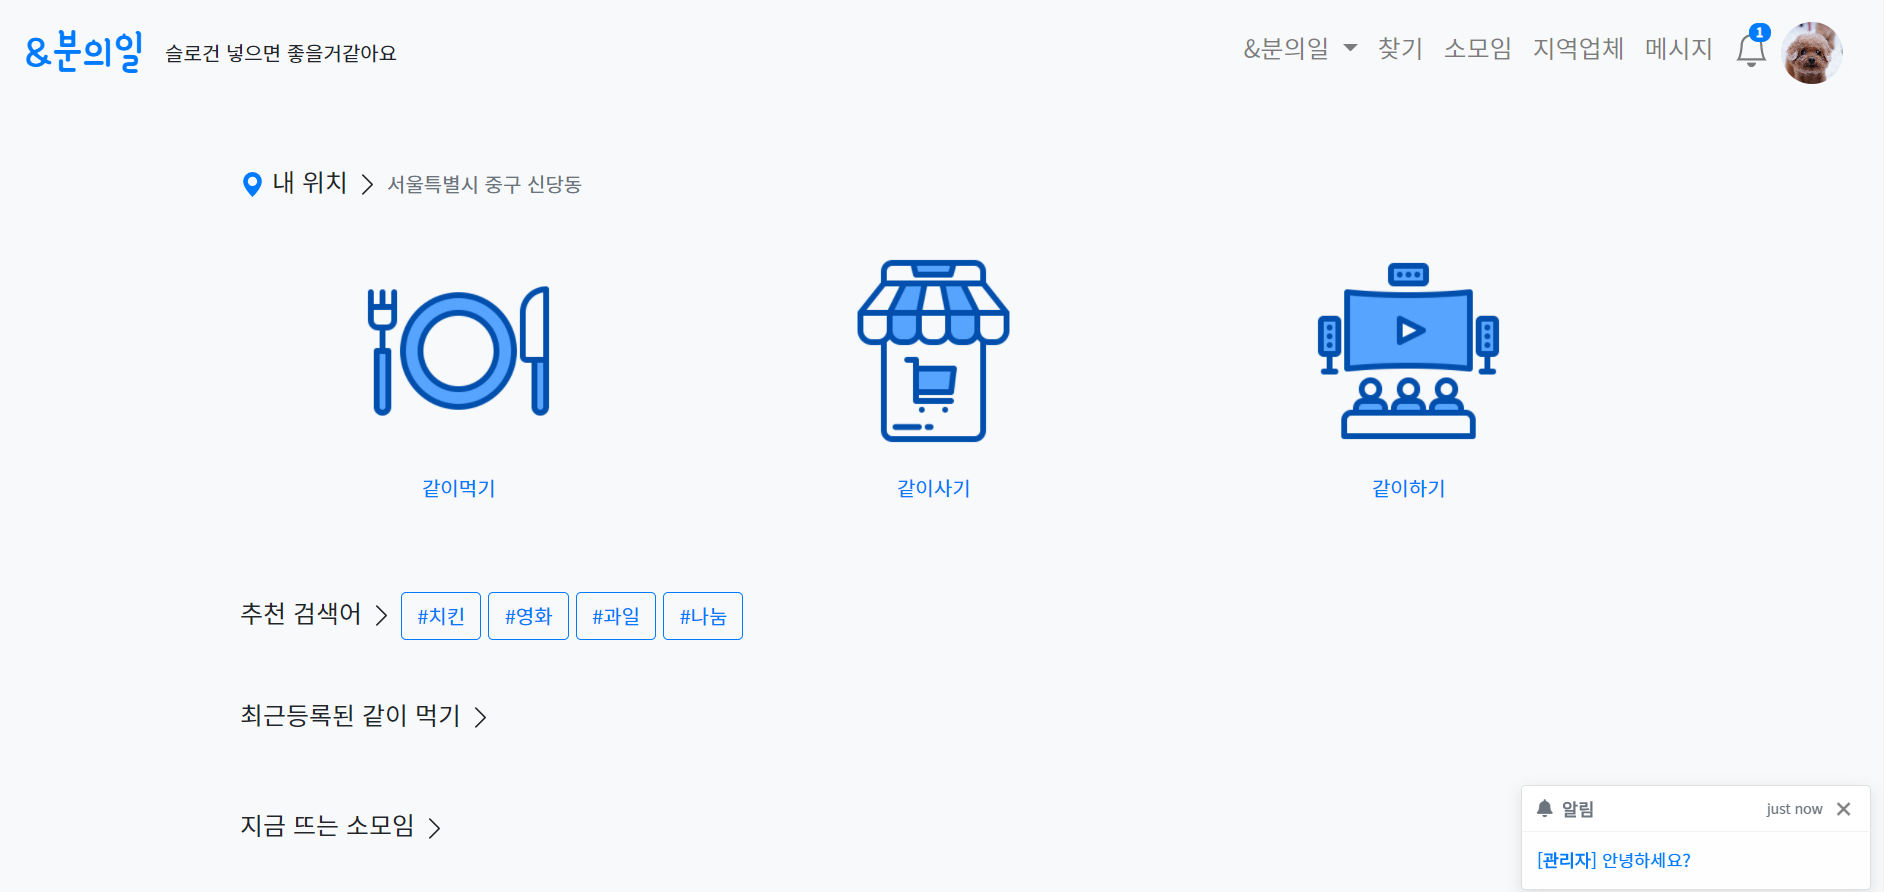 &분의일 슬로건 넣으면 좋을거같아요 &분의일 찾기 소모임 지역업체 메시지 1
내 위치 서울특별시 중구 신당동
같이먹기 같이사기 같이하기
추천 검색어 #치킨 #영화 #과일 #나눔
최근등록된 같이 먹기
지금 뜨는 소모임
알림 just now
[관리자] 안녕하세요?